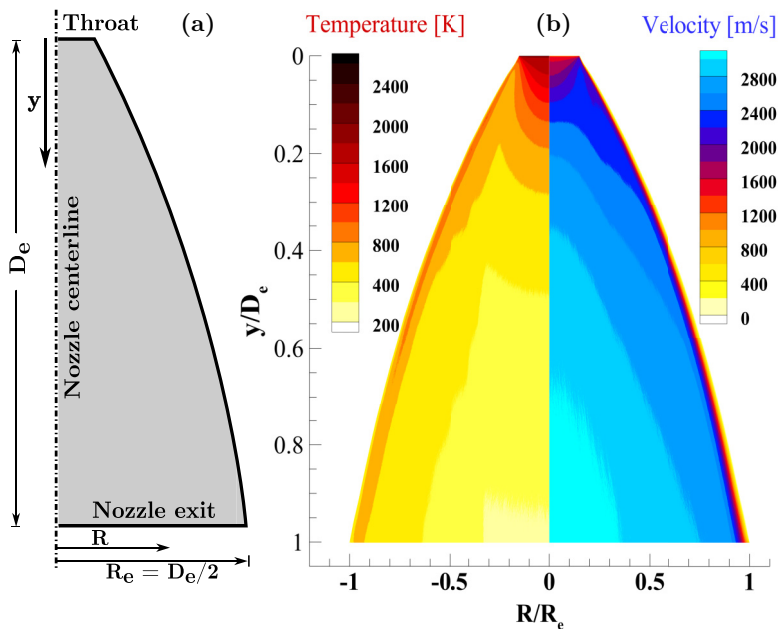 Throat (a)
y
De
Nozzle centerline
Nozzle exit
R
Re = De/2
Temperature [K] (b) Velocity [m/s]
2400
2000
1600
1200
800
400
200
2800
2400
2000
1600
1200
800
400
0
y/De
0
0.2
0.4
0.6
0.8
1
-1 -0.5 0 0.5 1
R/Re